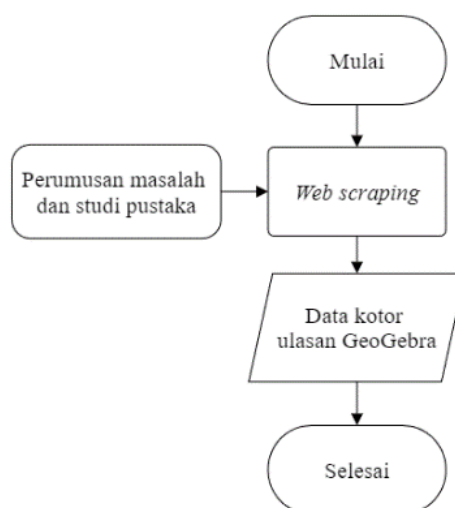 Mulai
Perumusan masalah
dan studi pustaka
Web scraping
Data kotor
ulasan GeoGebra
Selesai